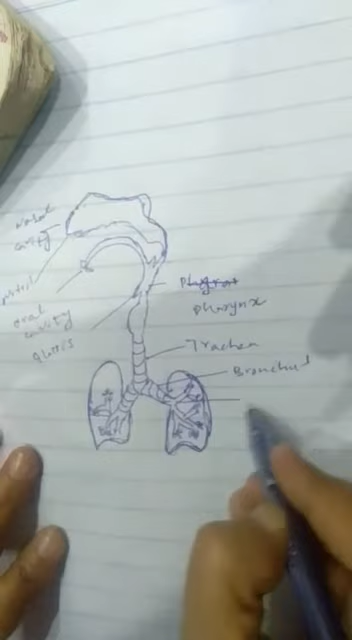 Nasal
cavity
oral
cavity
Glottis
Pharynx
Trachea
Bronchus